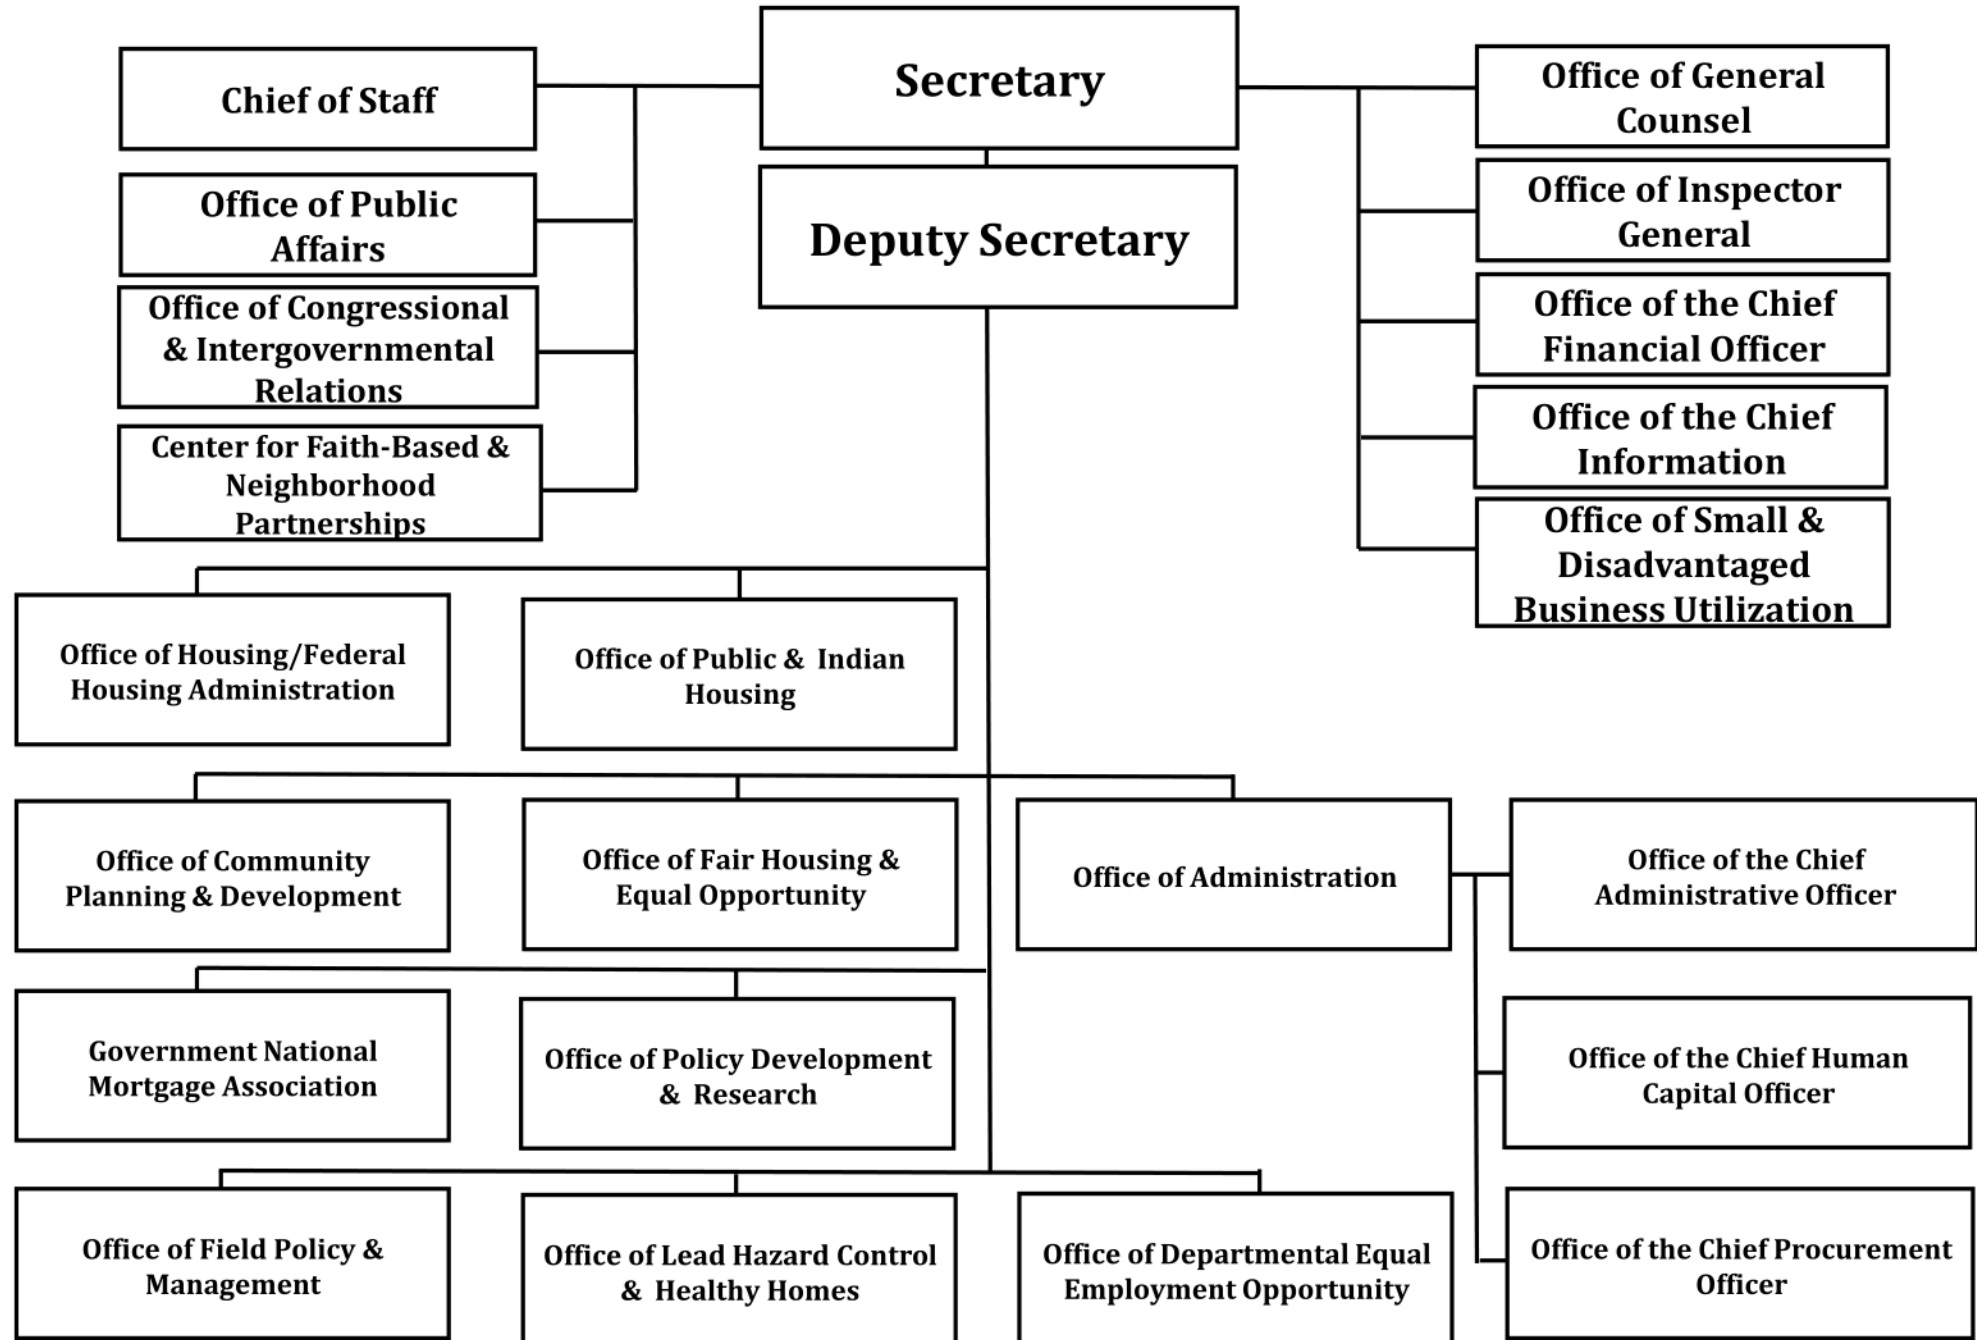 Secretary
Deputy Secretary
Chief of Staff
Office of Public
Affairs
Office of Congressional
& Intergovernmental
Relations
Center for Faith-Based &
Neighborhood
Partnerships
Office of General
Counsel
Office of Inspector
General
Office of the Chief
Financial Officer
Office of the Chief
Information
Office of Small &
Disadvantaged
Business Utilization
Office of Housing/Federal
Housing Administration
Office of Public & Indian
Housing
Office of Community
Planning & Development
Office of Fair Housing &
Equal Opportunity
Office of Administration
Office of the Chief
Administrative Officer
Government National
Mortgage Association
Office of Policy Development
& Research
Office of the Chief Human
Capital Officer
Office of Field Policy &
Management
Office of Lead Hazard Control
& Healthy Homes
Office of Departmental Equal
Employment Opportunity
Office of the Chief Procurement
Officer